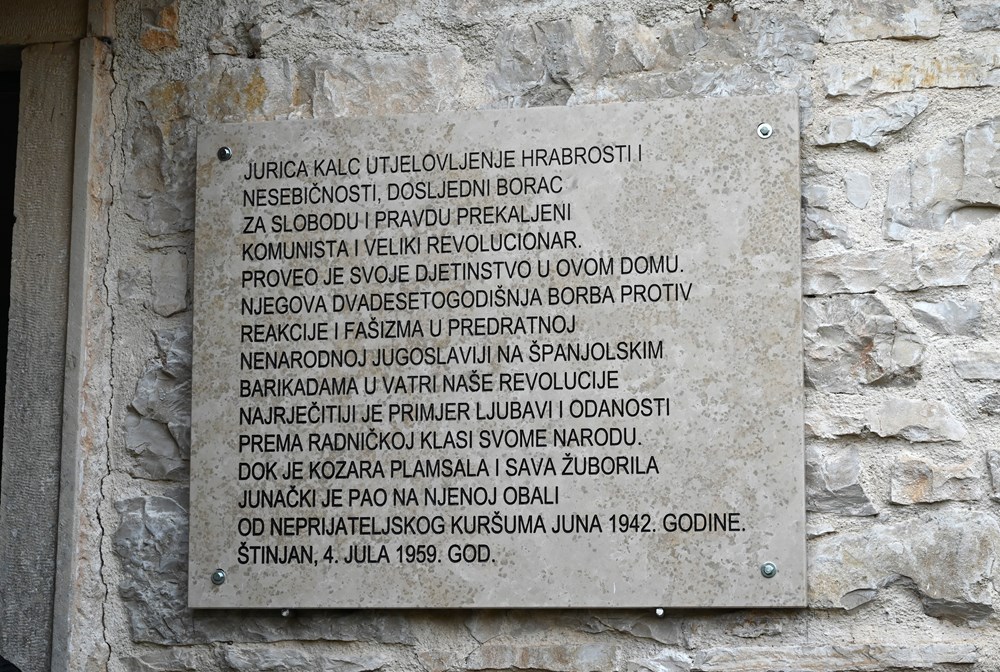 JURICA KALC UTJELOVLJENJE HRABROSTI I
NESEBIČNOSTI, DOSLJEDNI BORAC
ZA SLOBODU I PRAVDU PREKALJENI
KOMUNISTA I VELIKI REVOLUCIONAR.
PROVEO JE SVOJE DJETINSTVO U OVOM DOMU.
NJEGOVA DVADESETOGODIŠNJA BORBA PROTIV
REAKCIJE I FAŠIZMA U PREDRATNOJ
NENARODNOJ JUGOSLAVIJI NA ŠPANJOLSKIM
BARIKADAMA U VATRI NAŠE REVOLUCIJE
NAJRJEČITIJI JE PRIMJER LJUBAVI I ODANOSTI
PREMA RADNIČKOJ KLASI SVOME NARODU.
DOK JE KOZARA PLAMSALA I SAVA ŽUBORILA
JUNAČKI JE PAO NA NJENOJ OBALI
OD NEPRIJATELJSKOG KURŠUMA JUNA 1942. GODINE.
ŠTINJAN, 4. JULA 1959. GOD.